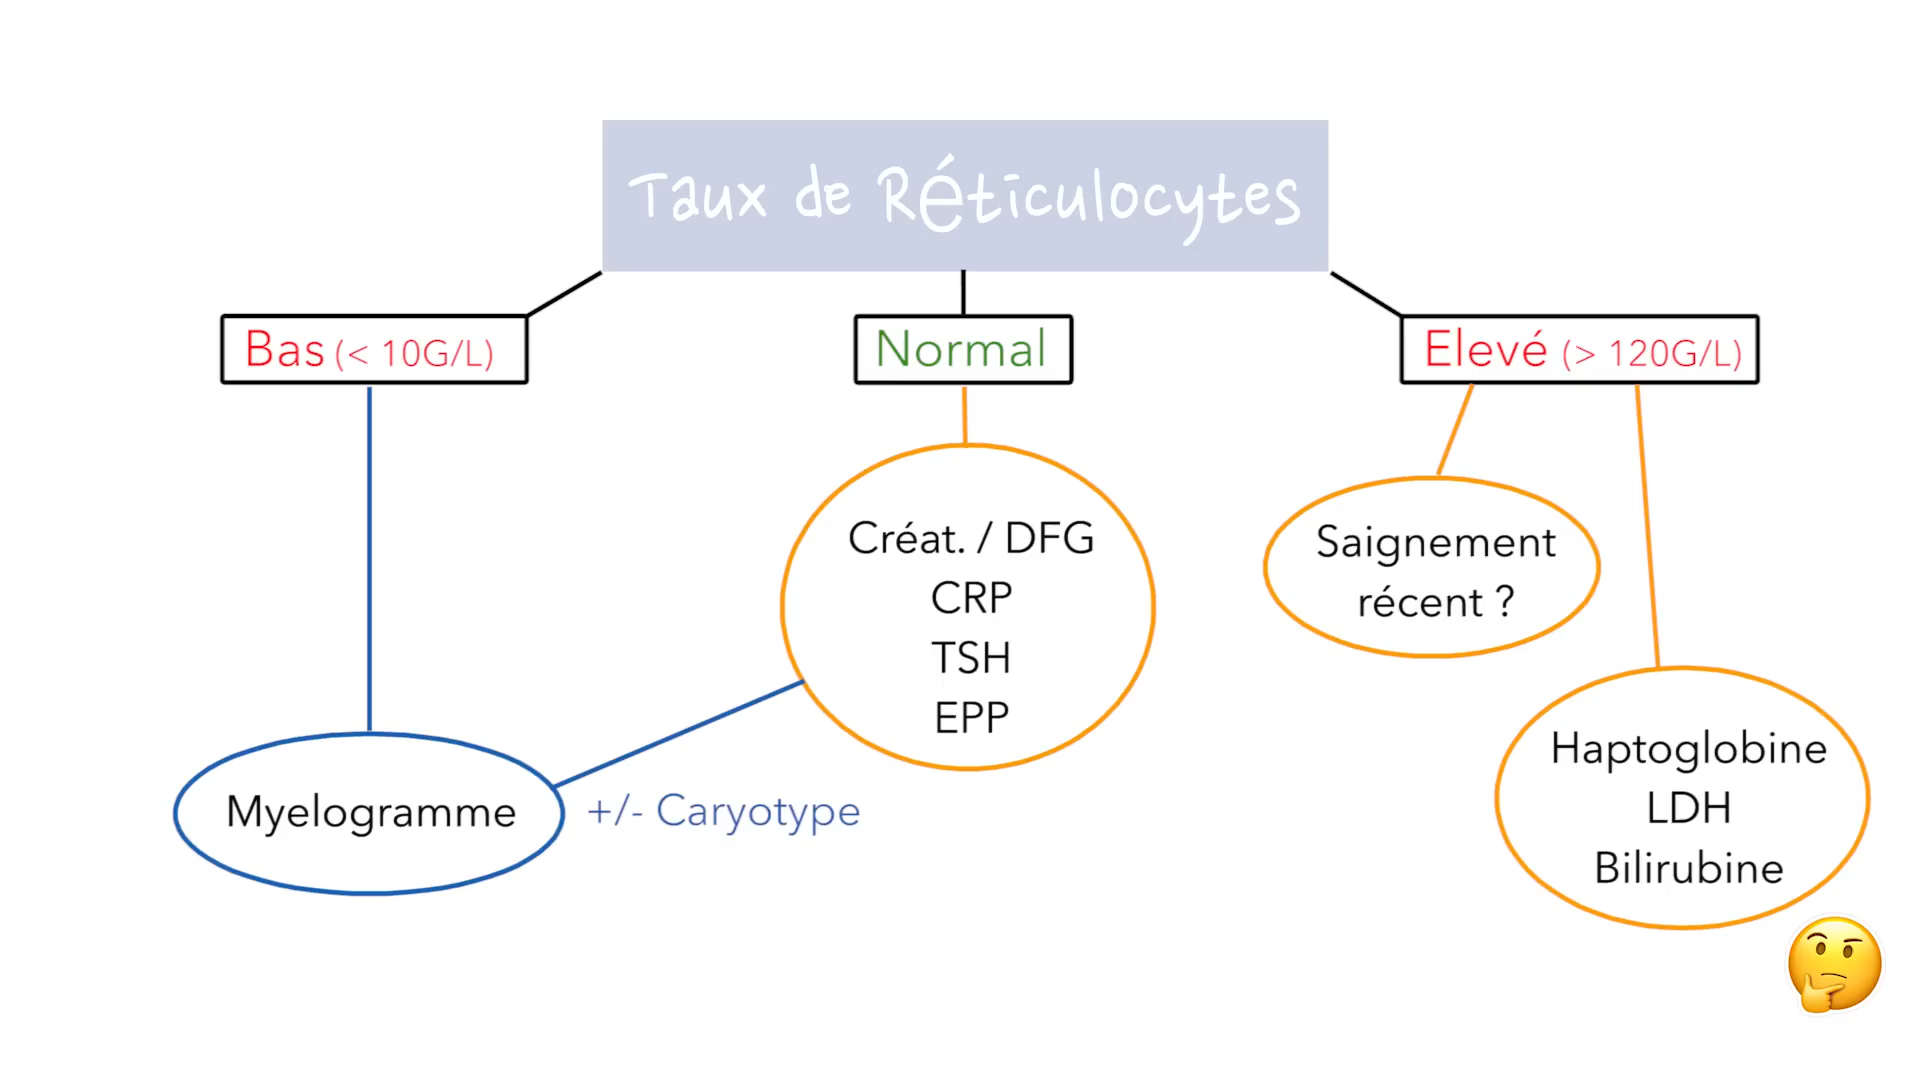 Taux de Réticulocytes
Bas (< 10G/L)
Normal
Elevé (> 120G/L)
Créat. / DFG
CRP
TSH
EPP
Saignement
récent ?
Myelogramme
+/- Caryotype
Haptoglobine
LDH
Bilirubine